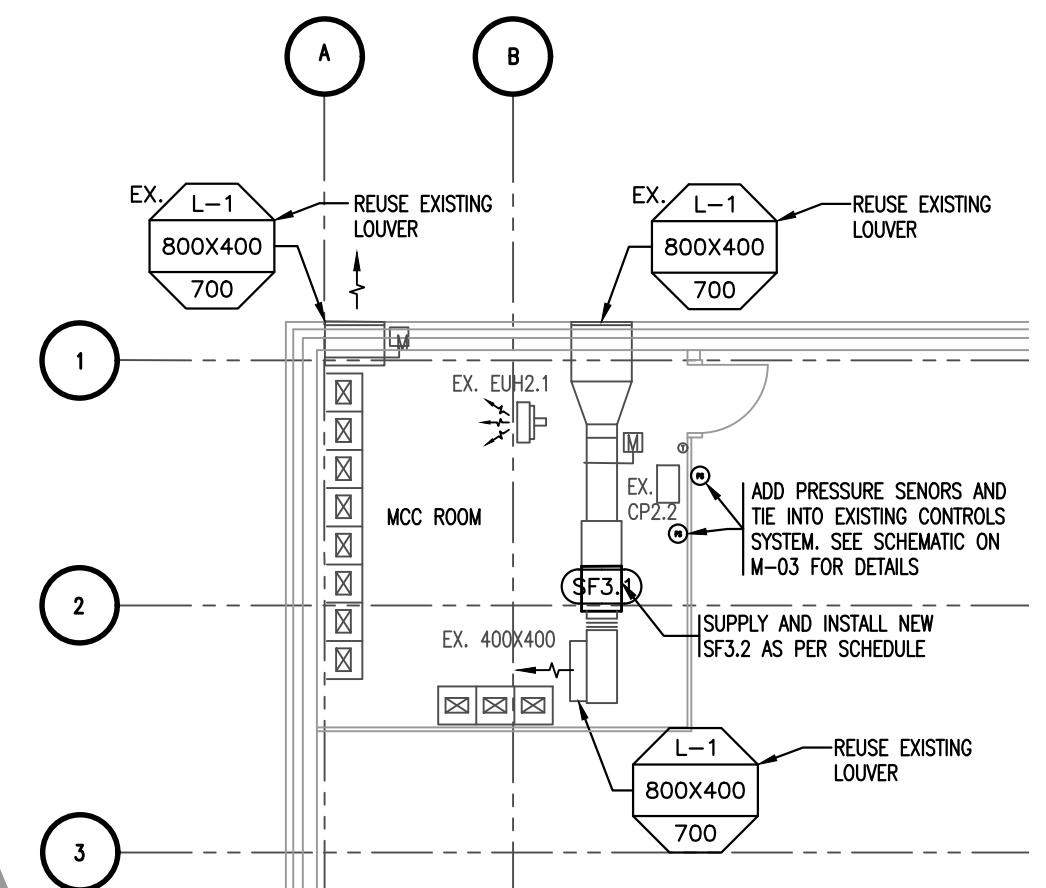 A
B
EX.
L-1
800X400
700
REUSE EXISTING
LOUVER
EX.
L-1
800X400
700
REUSE EXISTING
LOUVER
1
M
EX. EUH2.1
M
T
EX.
CP2.2
PS
PS
MCC ROOM
ADD PRESSURE SENORS AND
TIE INTO EXISTING CONTROLS
SYSTEM. SEE SCHEMATIC ON
M-03 FOR DETAILS
2
SF3.1
SUPPLY AND INSTALL NEW
SF3.2 AS PER SCHEDULE
EX. 400X400
L-1
800X400
700
REUSE EXISTING
LOUVER
3